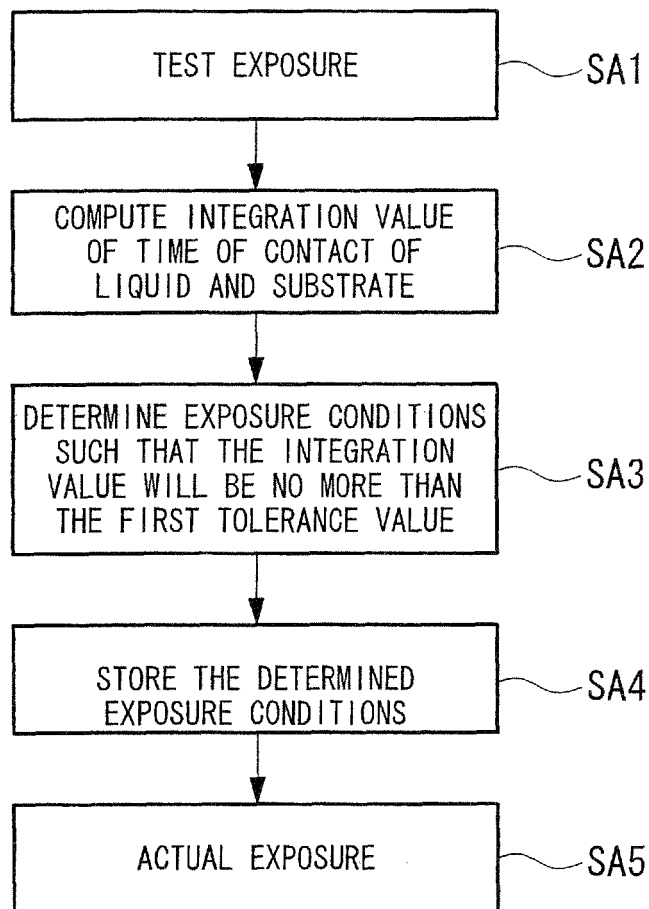 TEST EXPOSURE
SA1
COMPUTE INTEGRATION VALUE
OF TIME OF CONTACT OF
LIQUID AND SUBSTRATE
SA2
DETERMINE EXPOSURE CONDITIONS
SUCH THAT THE INTEGRATION
VALUE WILL BE NO MORE THAN
THE FIRST TOLERANCE VALUE
SA3
STORE THE DETERMINED
EXPOSURE CONDITIONS
SA4
ACTUAL EXPOSURE
SA5